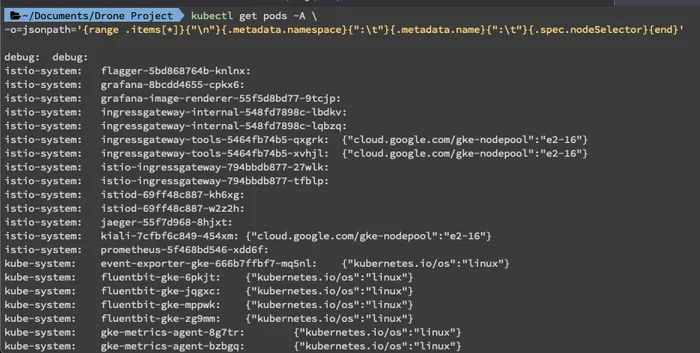 ~/Documents/Drone Project kubectl get pods -A \
-o=jsonpath='{range .items[*]}{"\n"}{.metadata.namespace}{":\t"}{.metadata.name}{":\t"}{.spec.nodeSelector}{end}'
debug: debug:
istio-system: flagger-5bd868764b-knlnx:
istio-system: grafana-8bcdd4655-cpkx6:
istio-system: grafana-image-renderer-55f5d8bd77-9tcjp:
istio-system: ingressgateway-internal-548fd7898c-lbdkv:
istio-system: ingressgateway-internal-548fd7898c-lqbzq:
istio-system: ingressgateway-tools-5464fb74b5-qxgrk: {"cloud.google.com/gke-nodepool":"e2-16"}
istio-system: ingressgateway-tools-5464fb74b5-xvhjl: {"cloud.google.com/gke-nodepool":"e2-16"}
istio-system: istio-ingressgateway-794bbdb877-27wlk:
istio-system: istio-ingressgateway-794bbdb877-tfblp:
istio-system: istiod-69ff48c887-kh6xg:
istio-system: istiod-69ff48c887-w2z2h:
istio-system: jaeger-55f7d968-8hjxt:
istio-system: kiali-7cfbf6c849-454xm: {"cloud.google.com/gke-nodepool":"e2-16"}
istio-system: prometheus-5f468bd546-xdd6f:
kube-system: event-exporter-gke-666b7ffbf7-mq5nl: {"kubernetes.io/os":"linux"}
kube-system: fluentbit-gke-6pkjt: {"kubernetes.io/os":"linux"}
kube-system: fluentbit-gke-jqgxc: {"kubernetes.io/os":"linux"}
kube-system: fluentbit-gke-mppwk: {"kubernetes.io/os":"linux"}
kube-system: fluentbit-gke-zg9mm: {"kubernetes.io/os":"linux"}
kube-system: gke-metrics-agent-8g7tr: {"kubernetes.io/os":"linux"}
kube-system: gke-metrics-agent-bzbgq: {"kubernetes.io/os":"linux"}